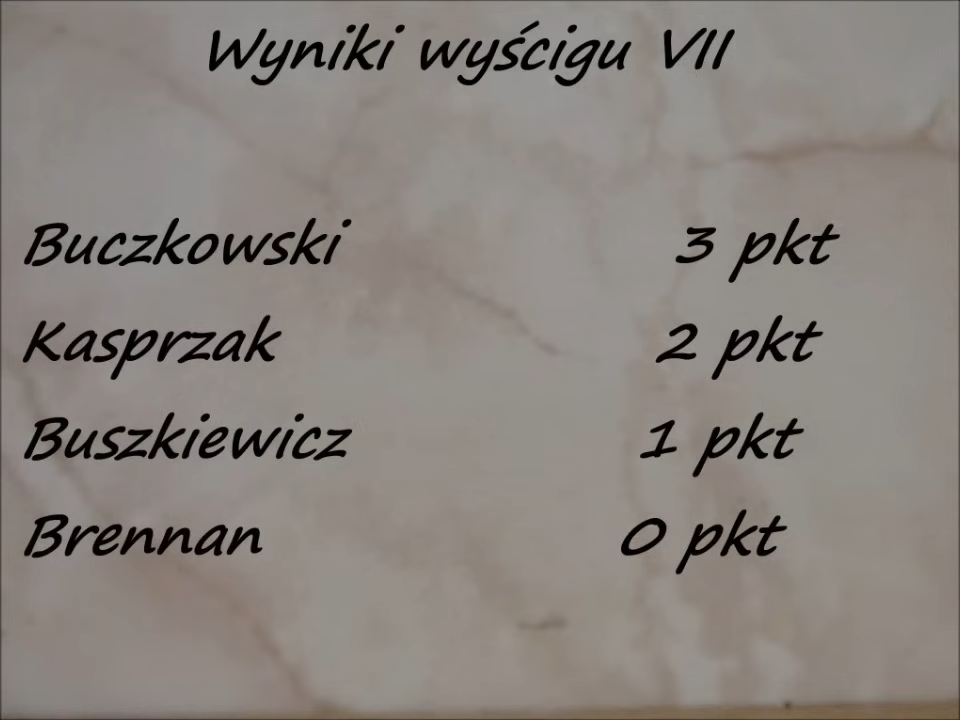 Wyniki wyścigu VII
Buczkowski 3 pkt
Kasprzak 2 pkt
Buszkiewicz 1 pkt
Brennan 0 pkt